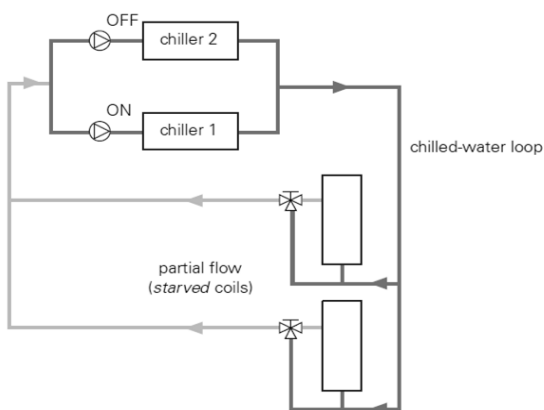 OFF
chiller 2
ON
chiller 1
chilled-water loop
partial flow
(starved coils)